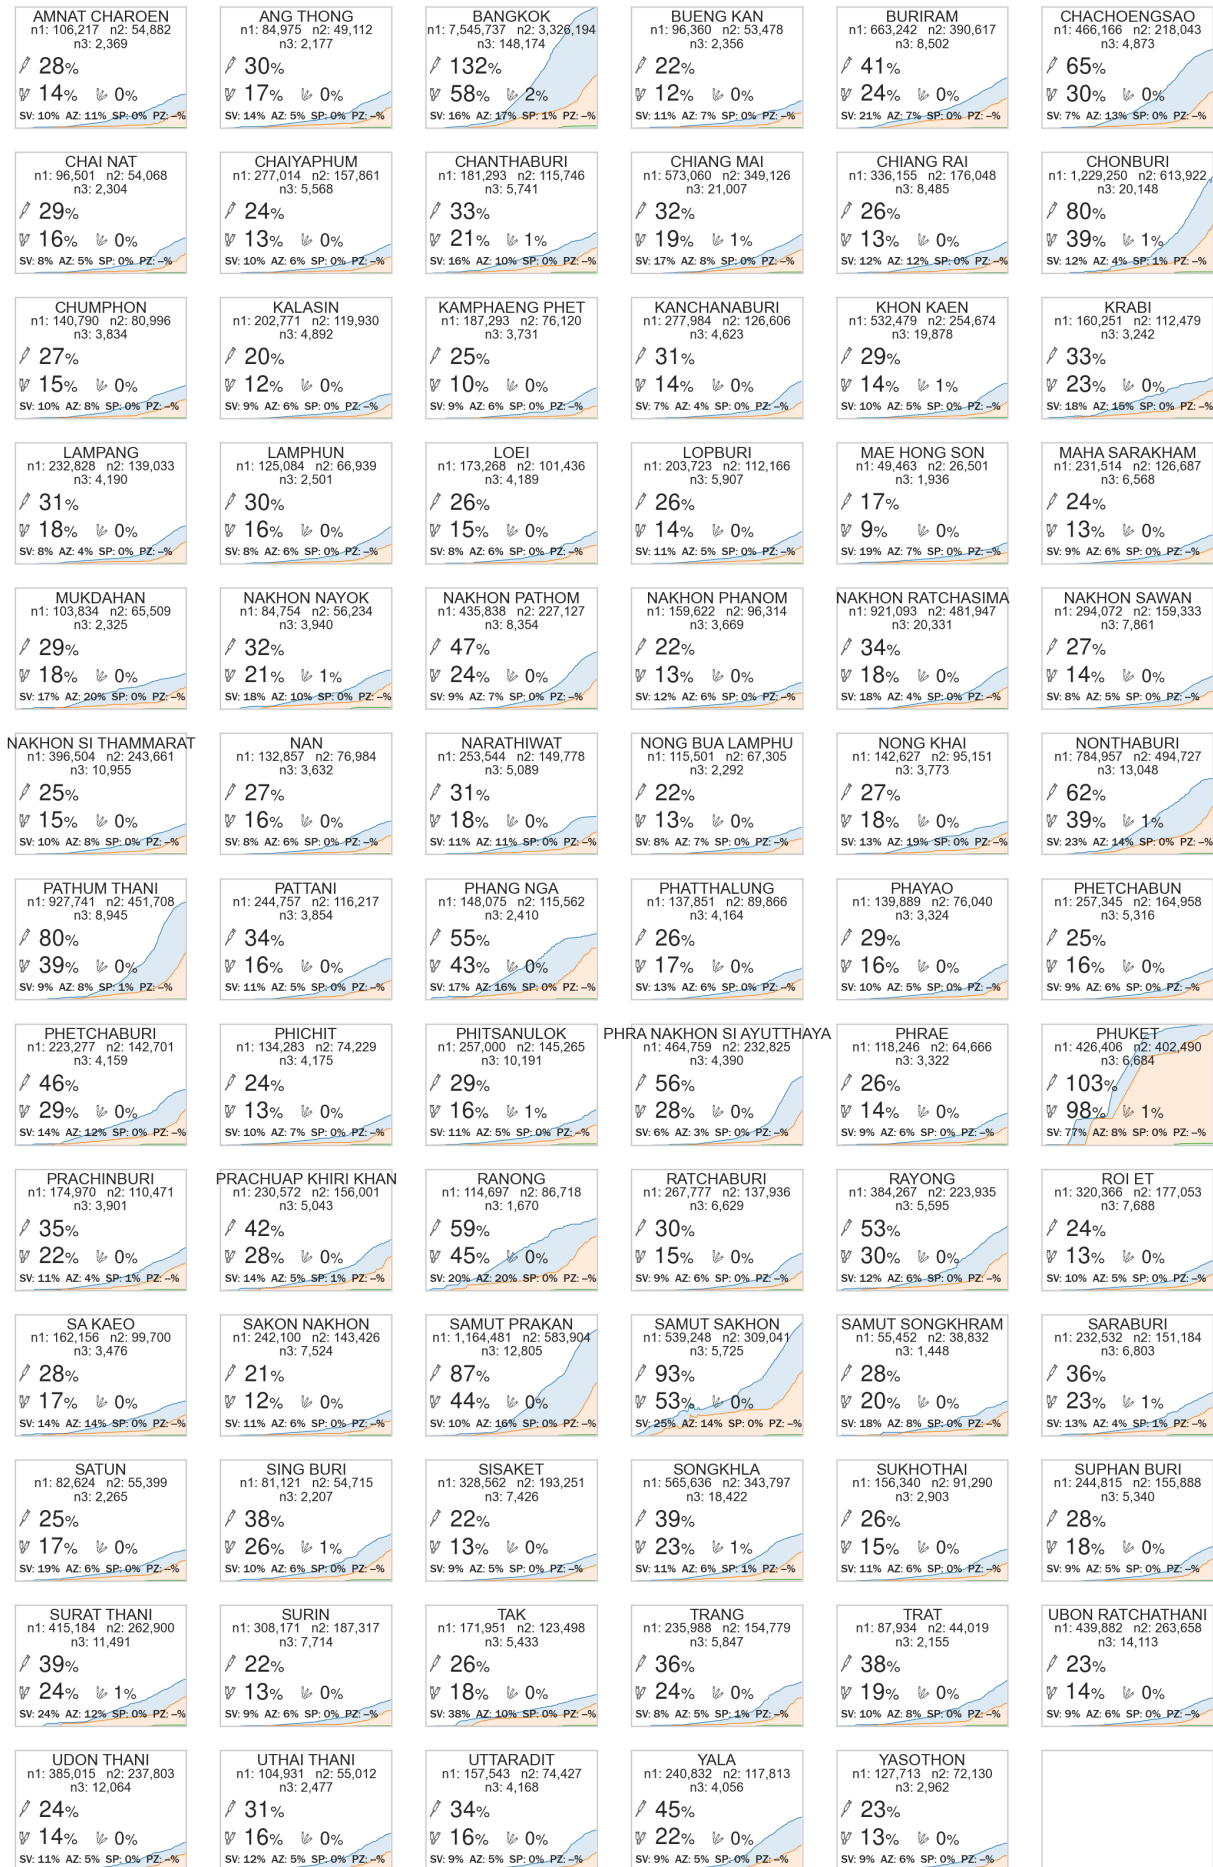 AMNAT CHAROEN
n1: 106,217 n2: 54,882
n3: 2,369
28%
14% 0%
SV: 10% AZ: 11% SP: 0% PZ: –%
ANG THONG
n1: 84,975 n2: 49,112
n3: 2,177
30%
17% 0%
SV: 14% AZ: 5% SP: 0% PZ: –%
BANGKOK
n1: 7,545,737 n2: 3,326,194
n3: 148,174
132%
58% 2%
SV: 16% AZ: 17% SP: 1% PZ: –%
BUENG KAN
n1: 96,360 n2: 53,478
n3: 2,356
22%
12% 0%
SV: 11% AZ: 7% SP: 0% PZ: –%
BURIRAM
n1: 663,242 n2: 390,617
n3: 8,502
41%
24% 0%
SV: 21% AZ: 7% SP: 0% PZ: –%
CHACHOENGSAO
n1: 466,166 n2: 218,043
n3: 4,873
65%
30% 0%
SV: 7% AZ: 13% SP: 0% PZ: –%
CHAI NAT
n1: 96,501 n2: 54,068
n3: 2,304
29%
16% 0%
SV: 8% AZ: 5% SP: 0% PZ: –%
CHAIYAPHUM
n1: 277,014 n2: 157,861
n3: 5,568
24%
13% 0%
SV: 10% AZ: 6% SP: 0% PZ: –%
CHANTHABURI
n1: 181,293 n2: 115,746
n3: 5,741
33%
21% 1%
SV: 16% AZ: 10% SP: 0% PZ: –%
CHIANG MAI
n1: 573,060 n2: 349,126
n3: 21,007
32%
19% 1%
SV: 17% AZ: 8% SP: 0% PZ: –%
CHIANG RAI
n1: 336,155 n2: 176,048
n3: 8,485
26%
13% 0%
SV: 12% AZ: 12% SP: 0% PZ: –%
CHONBURI
n1: 1,229,250 n2: 613,922
n3: 20,148
80%
39% 1%
SV: 12% AZ: 4% SP: 1% PZ: –%
CHUMPHON
n1: 140,790 n2: 80,996
n3: 3,834
27%
15% 0%
SV: 10% AZ: 8% SP: 0% PZ: –%
KALASIN
n1: 202,771 n2: 119,930
n3: 4,892
20%
12% 0%
SV: 9% AZ: 6% SP: 0% PZ: –%
KAMPHAENG PHET
n1: 187,293 n2: 76,120
n3: 3,731
25%
10% 0%
SV: 9% AZ: 6% SP: 0% PZ: –%
KANCHANABURI
n1: 277,984 n2: 126,606
n3: 4,623
31%
14% 0%
SV: 7% AZ: 4% SP: 0% PZ: –%
KHON KAEN
n1: 532,479 n2: 254,674
n3: 19,878
29%
14% 1%
SV: 10% AZ: 5% SP: 0% PZ: –%
KRABI
n1: 160,251 n2: 112,479
n3: 3,242
33%
23% 0%
SV: 18% AZ: 15% SP: 0% PZ: –%
LAMPANG
n1: 232,828 n2: 139,033
n3: 4,190
31%
18% 0%
SV: 8% AZ: 4% SP: 0% PZ: –%
LAMPHUN
n1: 125,084 n2: 66,939
n3: 2,501
30%
16% 0%
SV: 8% AZ: 6% SP: 0% PZ: –%
LOEI
n1: 173,268 n2: 101,436
n3: 4,189
26%
15% 0%
SV: 8% AZ: 6% SP: 0% PZ: –%
LOPBURI
n1: 203,723 n2: 112,166
n3: 5,907
26%
14% 0%
SV: 11% AZ: 5% SP: 0% PZ: –%
MAE HONG SON
n1: 49,463 n2: 26,501
n3: 1,936
17%
9% 0%
SV: 19% AZ: 7% SP: 0% PZ: –%
MAHA SARAKHAM
n1: 231,514 n2: 126,687
n3: 6,568
24%
13% 0%
SV: 9% AZ: 6% SP: 0% PZ: –%
MUKDAHAN
n1: 103,834 n2: 65,509
n3: 2,325
29%
18% 0%
SV: 17% AZ: 20% SP: 0% PZ: –%
NAKHON NAYOK
n1: 84,754 n2: 56,234
n3: 3,940
32%
21% 1%
SV: 18% AZ: 10% SP: 0% PZ: –%
NAKHON PATHOM
n1: 435,838 n2: 227,127
n3: 8,354
47%
24% 0%
SV: 9% AZ: 7% SP: 0% PZ: –%
NAKHON PHANOM
n1: 159,622 n2: 96,314
n3: 3,669
22%
13% 0%
SV: 12% AZ: 6% SP: 0% PZ: –%
NAKHON RATCHASIMA
n1: 921,093 n2: 481,947
n3: 20,331
34%
18% 0%
SV: 18% AZ: 4% SP: 0% PZ: –%
NAKHON SAWAN
n1: 294,072 n2: 159,333
n3: 7,861
27%
14% 0%
SV: 8% AZ: 5% SP: 0% PZ: –%
NAKHON SI THAMMARAT
n1: 396,504 n2: 243,661
n3: 10,955
25%
15% 0%
SV: 10% AZ: 8% SP: 0% PZ: –%
NAN
n1: 132,857 n2: 76,984
n3: 3,632
27%
16% 0%
SV: 8% AZ: 6% SP: 0% PZ: –%
NARATHIWAT
n1: 253,544 n2: 149,778
n3: 5,089
31%
18% 0%
SV: 11% AZ: 11% SP: 0% PZ: –%
NONG BUA LAMPHU
n1: 115,501 n2: 67,305
n3: 2,292
22%
13% 0%
SV: 8% AZ: 7% SP: 0% PZ: –%
NONG KHAI
n1: 142,627 n2: 95,151
n3: 3,773
27%
18% 0%
SV: 13% AZ: 19% SP: 0% PZ: –%
NONTHABURI
n1: 784,957 n2: 494,727
n3: 13,048
62%
39% 1%
SV: 23% AZ: 14% SP: 0% PZ: –%
PATHUM THANI
n1: 927,741 n2: 451,708
n3: 8,945
80%
39% 0%
SV: 9% AZ: 8% SP: 1% PZ: –%
PATTANI
n1: 244,757 n2: 116,217
n3: 3,854
34%
16% 0%
SV: 11% AZ: 5% SP: 0% PZ: –%
PHANG NGA
n1: 148,075 n2: 115,562
n3: 2,410
55%
43% 0%
SV: 17% AZ: 16% SP: 0% PZ: –%
PHATTHALUNG
n1: 137,851 n2: 89,866
n3: 4,164
26%
17% 0%
SV: 13% AZ: 6% SP: 0% PZ: –%
PHAYAO
n1: 139,889 n2: 76,040
n3: 3,324
29%
16% 0%
SV: 10% AZ: 5% SP: 0% PZ: –%
PHETCHABUN
n1: 257,345 n2: 164,958
n3: 5,316
25%
16% 0%
SV: 9% AZ: 6% SP: 0% PZ: –%
PHETCHABURI
n1: 223,277 n2: 142,701
n3: 4,159
46%
29% 0%
SV: 14% AZ: 12% SP: 0% PZ: –%
PHICHIT
n1: 134,283 n2: 74,229
n3: 4,175
24%
13% 0%
SV: 10% AZ: 7% SP: 0% PZ: –%
PHITSANULOK
n1: 257,000 n2: 145,265
n3: 10,191
29%
16% 1%
SV: 11% AZ: 5% SP: 0% PZ: –%
PHRA NAKHON SI AYUTTHAYA
n1: 464,759 n2: 232,825
n3: 4,390
56%
28% 0%
SV: 6% AZ: 3% SP: 0% PZ: –%
PHRAE
n1: 118,246 n2: 64,666
n3: 3,322
26%
14% 0%
SV: 9% AZ: 6% SP: 0% PZ: –%
PHUKET
n1: 426,406 n2: 402,490
n3: 6,684
103%
98% 1%
SV: 77% AZ: 8% SP: 0% PZ: –%
PRACHINBURI
n1: 174,970 n2: 110,471
n3: 3,901
35%
22% 0%
SV: 11% AZ: 4% SP: 1% PZ: –%
PRACHUAP KHIRI KHAN
n1: 230,572 n2: 156,001
n3: 5,043
42%
28% 0%
SV: 14% AZ: 5% SP: 1% PZ: –%
RANONG
n1: 114,697 n2: 86,718
n3: 1,670
59%
45% 0%
SV: 20% AZ: 20% SP: 0% PZ: –%
RATCHABURI
n1: 267,777 n2: 137,936
n3: 6,629
30%
15% 0%
SV: 9% AZ: 6% SP: 0% PZ: –%
RAYONG
n1: 384,267 n2: 223,935
n3: 5,595
53%
30% 0%
SV: 12% AZ: 6% SP: 0% PZ: –%
ROI ET
n1: 320,366 n2: 177,053
n3: 7,688
24%
13% 0%
SV: 10% AZ: 5% SP: 0% PZ: –%
SA KAEO
n1: 162,156 n2: 99,700
n3: 3,476
28%
17% 0%
SV: 14% AZ: 14% SP: 0% PZ: –%
SAKON NAKHON
n1: 242,100 n2: 143,426
n3: 7,524
21%
12% 0%
SV: 11% AZ: 6% SP: 0% PZ: –%
SAMUT PRAKAN
n1: 1,164,481 n2: 583,904
n3: 12,805
87%
44% 0%
SV: 10% AZ: 16% SP: 0% PZ: –%
SAMUT SAKHON
n1: 539,248 n2: 309,041
n3: 5,725
93%
53% 0%
SV: 25% AZ: 14% SP: 0% PZ: –%
SAMUT SONGKHRAM
n1: 55,452 n2: 38,832
n3: 1,448
28%
20% 0%
SV: 18% AZ: 8% SP: 0% PZ: –%
SARABURI
n1: 232,532 n2: 151,184
n3: 6,803
36%
23% 1%
SV: 13% AZ: 4% SP: 1% PZ: –%
SATUN
n1: 82,624 n2: 55,399
n3: 2,265
25%
17% 0%
SV: 19% AZ: 6% SP: 0% PZ: –%
SING BURI
n1: 81,121 n2: 54,715
n3: 2,207
38%
26% 1%
SV: 10% AZ: 6% SP: 0% PZ: –%
SISAKET
n1: 328,562 n2: 193,251
n3: 7,426
22%
13% 0%
SV: 9% AZ: 5% SP: 0% PZ: –%
SONGKHLA
n1: 565,636 n2: 343,797
n3: 18,422
39%
23% 1%
SV: 11% AZ: 6% SP: 1% PZ: –%
SUKHOTHAI
n1: 156,340 n2: 91,290
n3: 2,903
26%
15% 0%
SV: 11% AZ: 6% SP: 0% PZ: –%
SUPHAN BURI
n1: 244,815 n2: 155,888
n3: 5,340
28%
18% 0%
SV: 9% AZ: 5% SP: 0% PZ: –%
SURAT THANI
n1: 415,184 n2: 262,900
n3: 11,491
39%
24% 1%
SV: 24% AZ: 12% SP: 0% PZ: –%
SURIN
n1: 308,171 n2: 187,317
n3: 7,714
22%
13% 0%
SV: 9% AZ: 6% SP: 0% PZ: –%
TAK
n1: 171,951 n2: 123,498
n3: 5,433
26%
18% 0%
SV: 38% AZ: 10% SP: 0% PZ: –%
TRANG
n1: 235,988 n2: 154,779
n3: 5,847
36%
24% 0%
SV: 8% AZ: 5% SP: 1% PZ: –%
TRAT
n1: 87,934 n2: 44,019
n3: 2,155
38%
19% 0%
SV: 10% AZ: 8% SP: 0% PZ: –%
UBON RATCHATHANI
n1: 439,882 n2: 263,658
n3: 14,113
23%
14% 0%
SV: 9% AZ: 6% SP: 0% PZ: –%
UDON THANI
n1: 385,015 n2: 237,803
n3: 12,064
24%
14% 0%
SV: 11% AZ: 5% SP: 0% PZ: –%
UTHAI THANI
n1: 104,931 n2: 55,012
n3: 2,477
31%
16% 0%
SV: 12% AZ: 5% SP: 0% PZ: –%
UTTARADIT
n1: 157,543 n2: 74,427
n3: 4,168
34%
16% 0%
SV: 9% AZ: 5% SP: 0% PZ: –%
YALA
n1: 240,832 n2: 117,813
n3: 4,056
45%
22% 0%
SV: 9% AZ: 5% SP: 0% PZ: –%
YASOTHON
n1: 127,713 n2: 72,130
n3: 2,962
23%
13% 0%
SV: 9% AZ: 6% SP: 0% PZ: –%